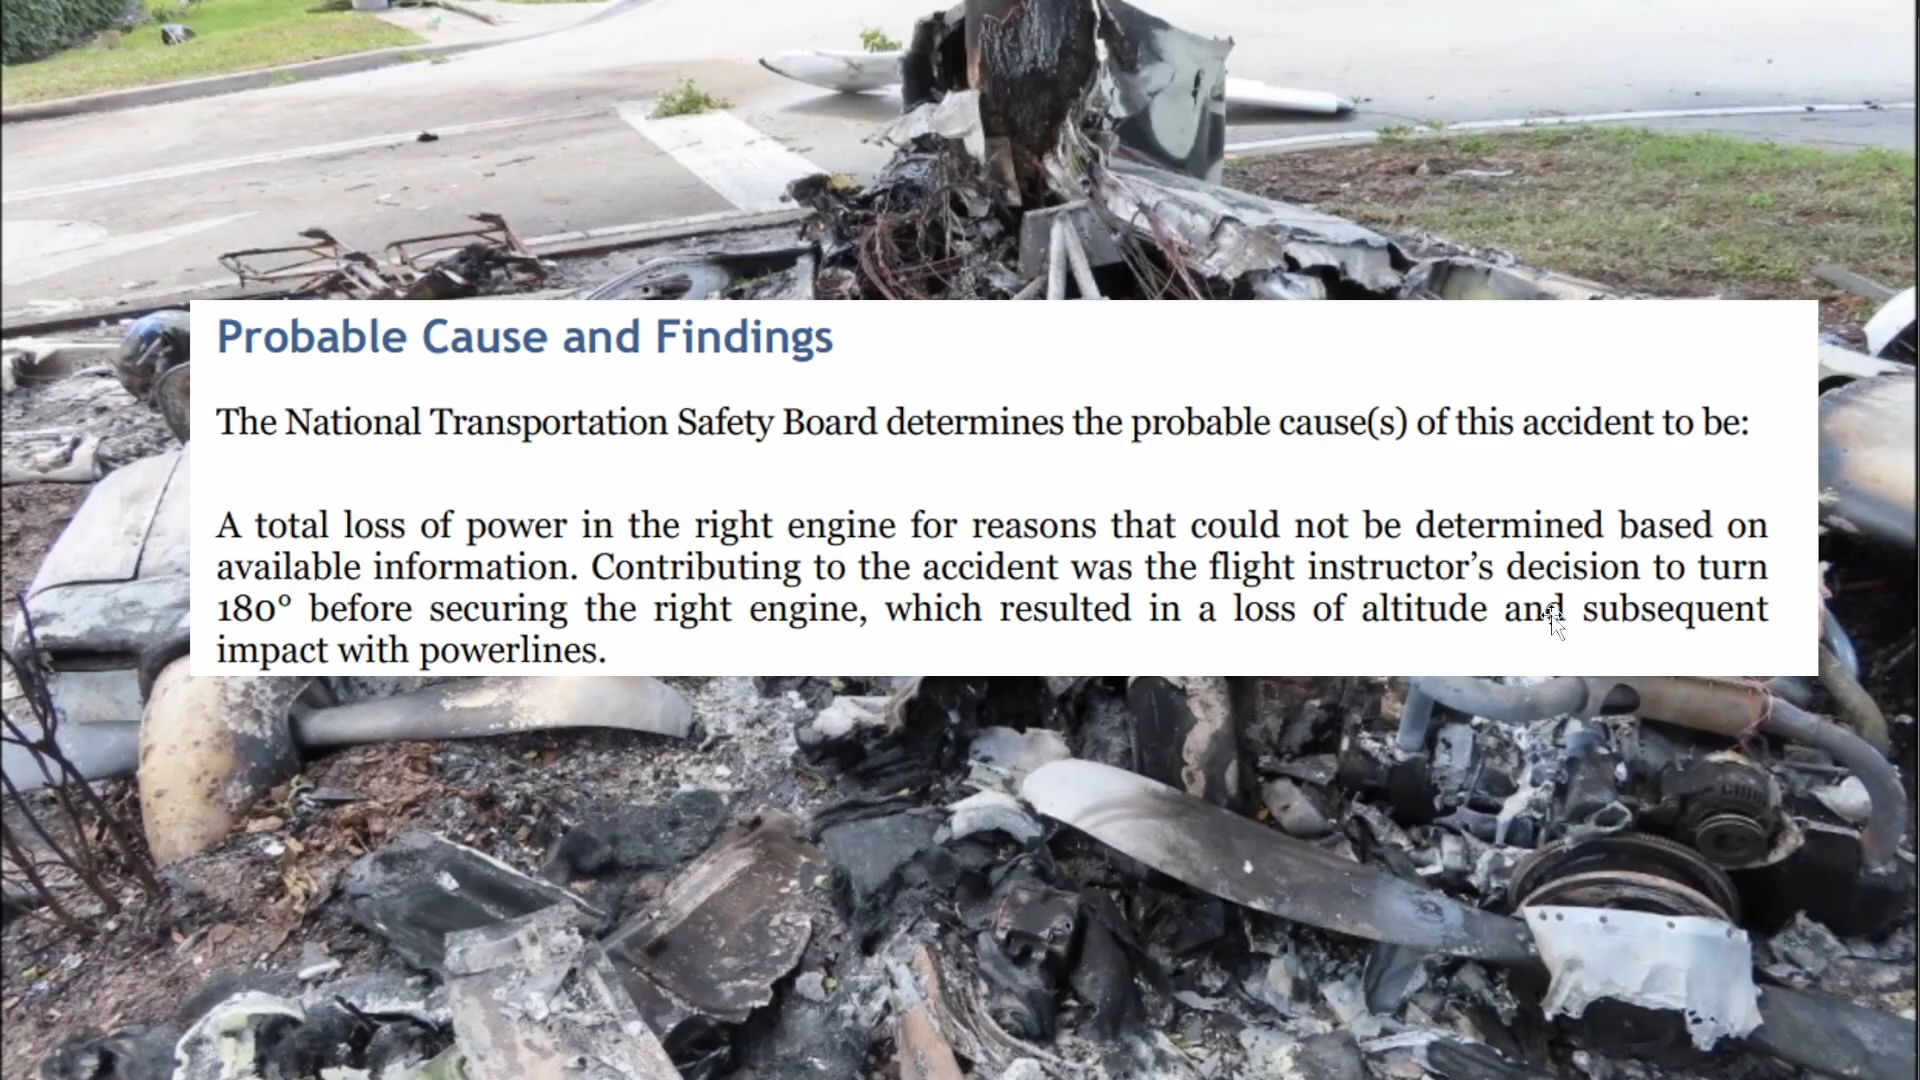 Probable Cause and Findings
The National Transportation Safety Board determines the probable cause(s) of this accident to be:
A total loss of power in the right engine for reasons that could not be determined based on
available information. Contributing to the accident was the flight instructor’s decision to turn
180° before securing the right engine, which resulted in a loss of altitude and subsequent
impact with powerlines.